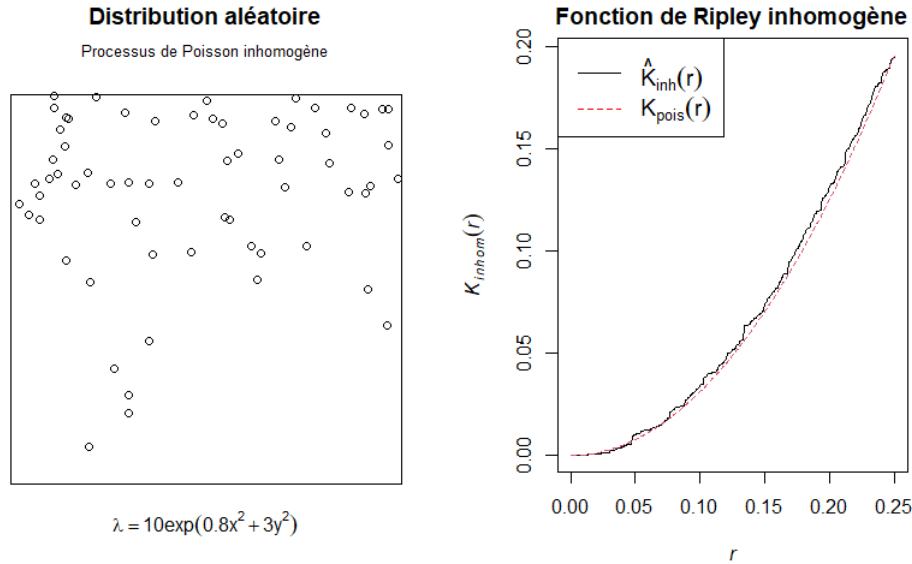 Distribution aléatoire
Processus de Poisson inhomogène
λ = 10exp(0.8x² + 3y²)
Fonction de Ripley inhomogène
K̂inh(r)
Kpois(r)
Kinhom(r)
0.20
0.15
0.10
0.05
0.00
0.00 0.05 0.10 0.15 0.20 0.25
r